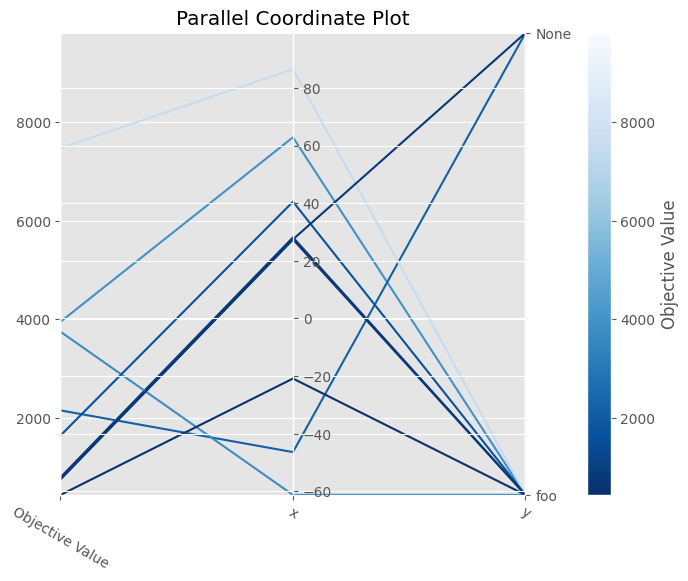 Parallel Coordinate Plot
None
80
8000
8000
60
6000
40
6000
20
Objective Value
4000
0
4000
−20
2000
2000
−40
−60
foo
Objective Value
x
y